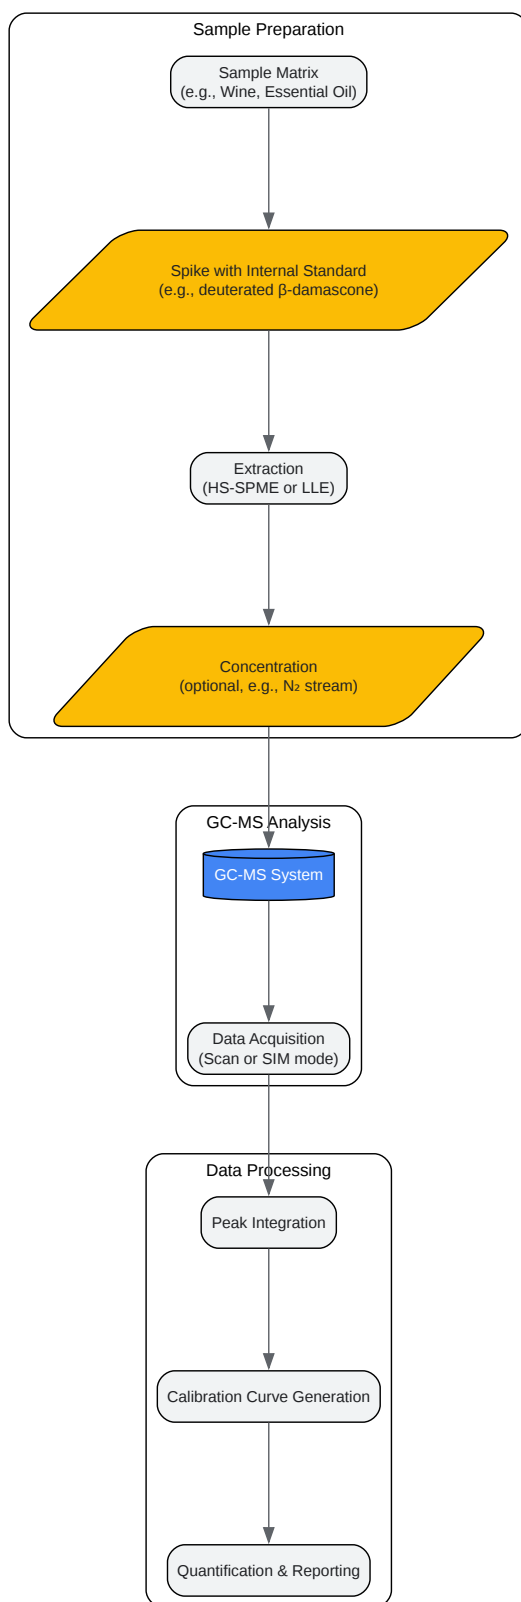 Sample Preparation
Sample Matrix
(e.g., Wine, Essential Oil)
Spike with Internal Standard
(e.g., deuterated β-damascone)
Extraction
(HS-SPME or LLE)
Concentration
(optional, e.g., N₂ stream)
GC-MS Analysis
GC-MS System
Data Acquisition
(Scan or SIM mode)
Data Processing
Peak Integration
Calibration Curve Generation
Quantification & Reporting